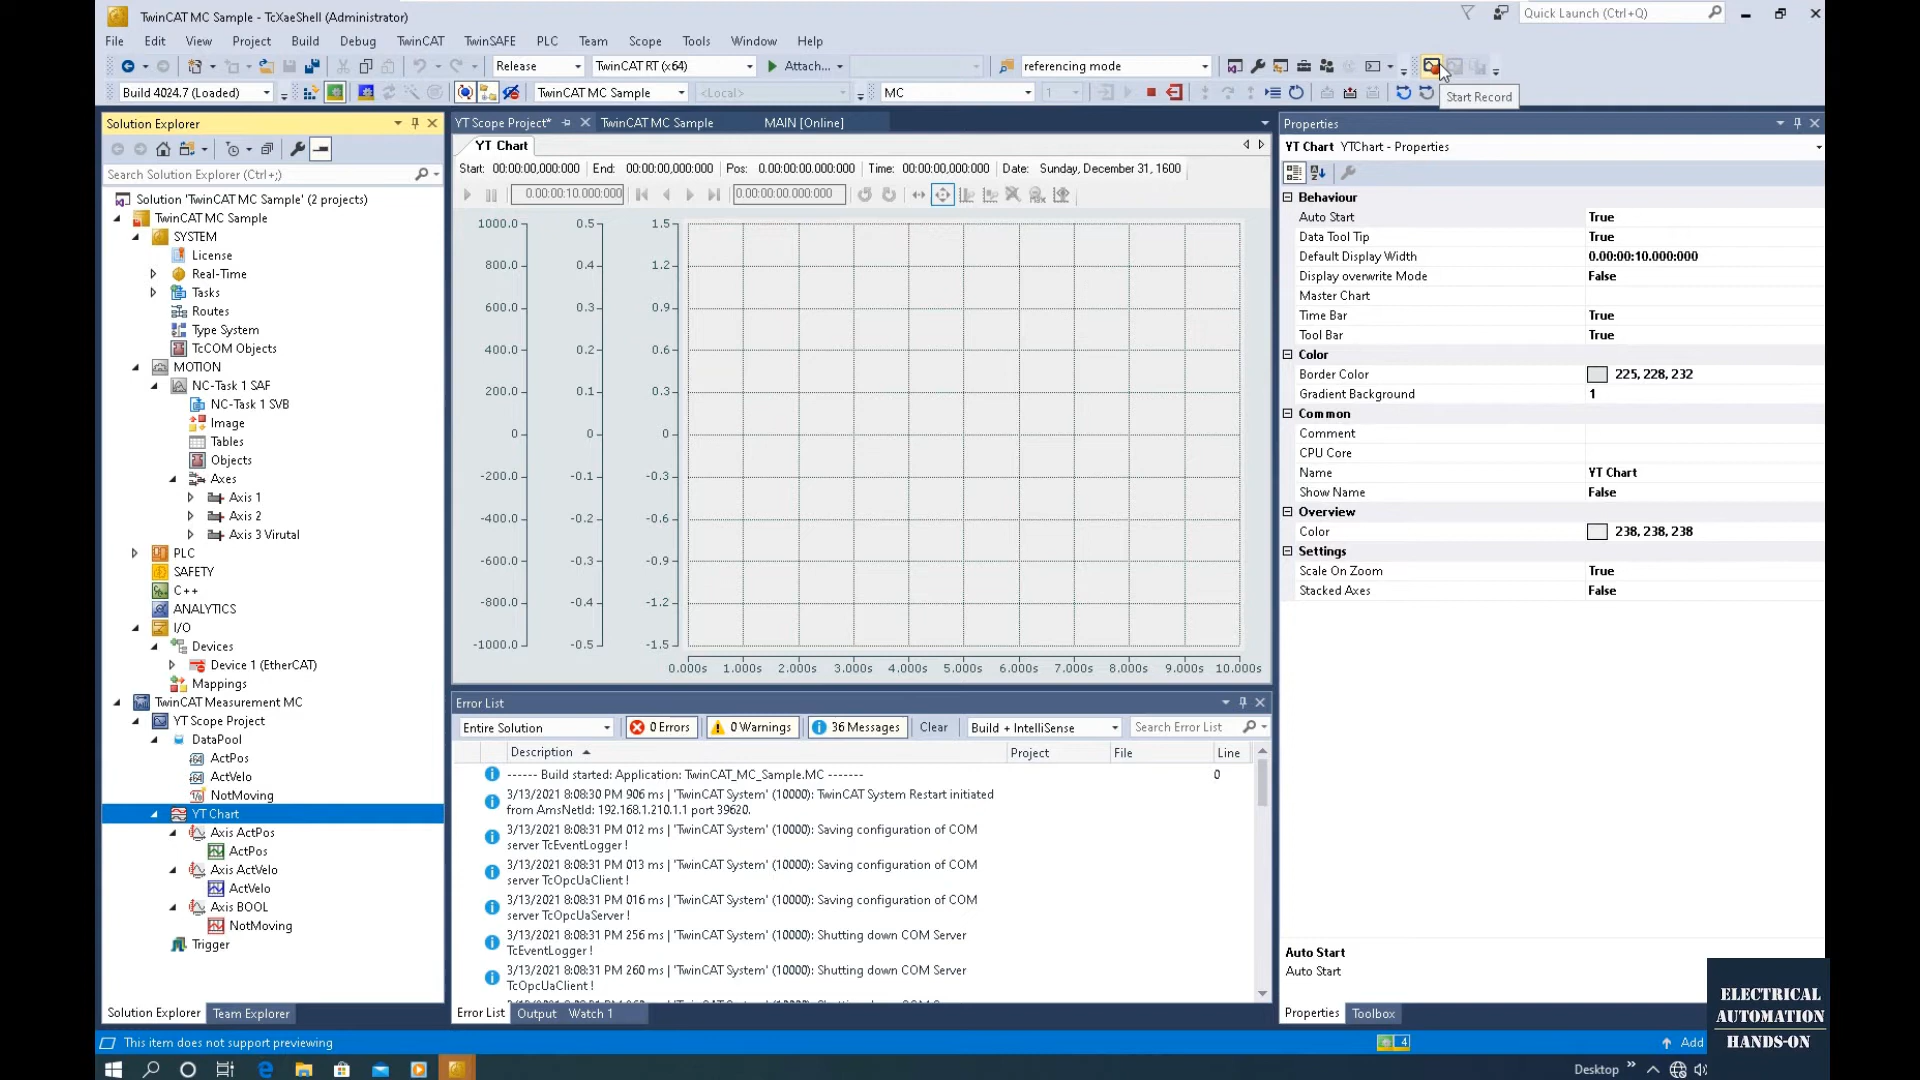 TwinCAT MC Sample - TcXaeShell (Administrator)
Quick Launch (Ctrl+Q)
File Edit View Project Build Debug TwinCAT TwinSAFE PLC Team Scope Tools Window Help
Release TwinCAT RT (x64) Attach... referencing mode
Build 4024.7 (Loaded) TwinCAT MC Sample <Local> MC 1
Start Record
Solution Explorer
Search Solution Explorer (Ctrl+;)
Solution 'TwinCAT MC Sample' (2 projects)
TwinCAT MC Sample
SYSTEM
License
Real-Time
Tasks
Routes
Type System
TcCOM Objects
MOTION
NC-Task 1 SAF
NC-Task 1 SVB
Image
Tables
Objects
Axes
Axis 1
Axis 2
Axis 3 Virutal
PLC
SAFETY
C++
ANALYTICS
I/O
Devices
Device 1 (EtherCAT)
Mappings
TwinCAT Measurement MC
YT Scope Project
DataPool
ActPos
ActVelo
NotMoving
YT Chart
Axis ActPos
ActPos
Axis ActVelo
ActVelo
Axis BOOL
NotMoving
Trigger
Solution Explorer Team Explorer
YT Scope Project* TwinCAT MC Sample MAIN [Online]
YT Chart
Start: 00:00:00,000:000 End: 00:00:00,000:000 Pos: 0.00:00:00.000:000 Time: 00:00:00,000:000 Date: Sunday, December 31, 1600
0.00:00:10.000:000 0.00:00:00.000:000
1000.0 0.5 1.5
800.0 0.4 1.2
600.0 0.3 0.9
400.0 0.2 0.6
200.0 0.1 0.3
0 0 0
-200.0 -0.1 -0.3
-400.0 -0.2 -0.6
-600.0 -0.3 -0.9
-800.0 -0.4 -1.2
-1000.0 -0.5 -1.5
0.000s 1.000s 2.000s 3.000s 4.000s 5.000s 6.000s 7.000s 8.000s 9.000s 10.000s
Error List
Entire Solution 0 Errors 0 Warnings 36 Messages Clear Build + IntelliSense Search Error List
Description Project File Line
------ Build started: Application: TwinCAT_MC_Sample.MC ------- 0
3/13/2021 8:08:30 PM 906 ms | 'TwinCAT System' (10000): TwinCAT System Restart initiated
from AmsNetId: 192.168.1.210.1.1 port 39620.
3/13/2021 8:08:31 PM 012 ms | 'TwinCAT System' (10000): Saving configuration of COM
server TcEventLogger !
3/13/2021 8:08:31 PM 013 ms | 'TwinCAT System' (10000): Saving configuration of COM
server TcOpcUaClient !
3/13/2021 8:08:31 PM 016 ms | 'TwinCAT System' (10000): Saving configuration of COM
server TcOpcUaServer !
3/13/2021 8:08:31 PM 256 ms | 'TwinCAT System' (10000): Shutting down COM Server
TcEventLogger !
3/13/2021 8:08:31 PM 260 ms | 'TwinCAT System' (10000): Shutting down COM Server
TcOpcUaClient !
Error List Output Watch 1
Properties
YT Chart YTChart - Properties
Behaviour
Auto Start True
Data Tool Tip True
Default Display Width 0.00:00:10.000:000
Display overwrite Mode False
Master Chart
Time Bar True
Tool Bar True
Color
Border Color 225, 228, 232
Gradient Background 1
Common
Comment
CPU Core
Name YT Chart
Show Name False
Overview
Color 238, 238, 238
Settings
Scale On Zoom True
Stacked Axes False
Auto Start
Auto Start
Properties Toolbox
This item does not support previewing
4
Add
Desktop
ELECTRICAL
AUTOMATION
HANDS-ON